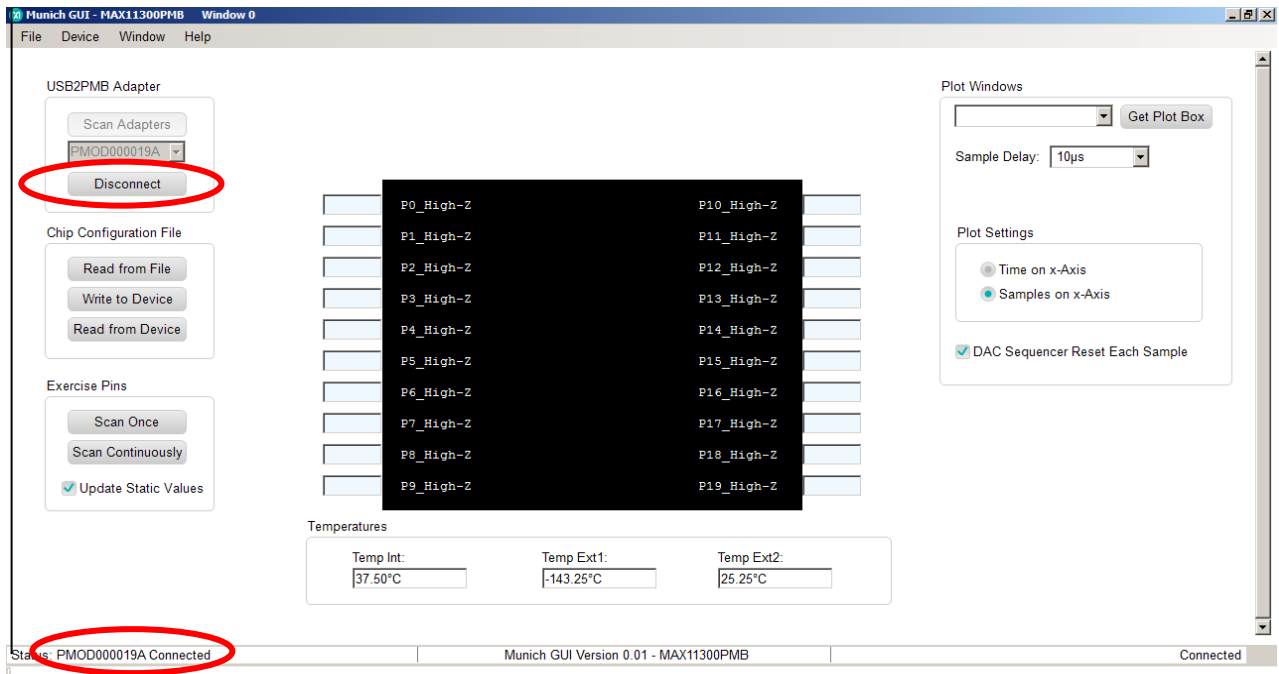 Munich GUI - MAX11300PMB Window 0
File Device Window Help
USB2PMB Adapter
Scan Adapters
PMOD000019A
Disconnect
Chip Configuration File
Read from File
Write to Device
Read from Device
Exercise Pins
Scan Once
Scan Continuously
Update Static Values
P0_High-Z
P1_High-Z
P2_High-Z
P3_High-Z
P4_High-Z
P5_High-Z
P6_High-Z
P7_High-Z
P8_High-Z
P9_High-Z
P10_High-Z
P11_High-Z
P12_High-Z
P13_High-Z
P14_High-Z
P15_High-Z
P16_High-Z
P17_High-Z
P18_High-Z
P19_High-Z
Temperatures
Temp Int: Temp Ext1: Temp Ext2:
37.50°C -143.25°C 25.25°C
Plot Windows
Get Plot Box
Sample Delay: 10µs
Plot Settings
Time on x-Axis
Samples on x-Axis
DAC Sequencer Reset Each Sample
Status: PMOD000019A Connected Munich GUI Version 0.01 - MAX11300PMB Connected